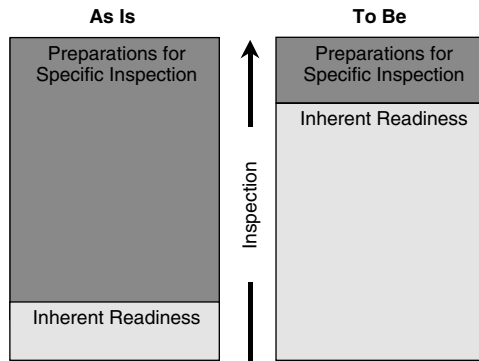 As Is
Preparations for
Specific Inspection
Inherent Readiness
Inspection
To Be
Preparations for
Specific Inspection
Inherent Readiness